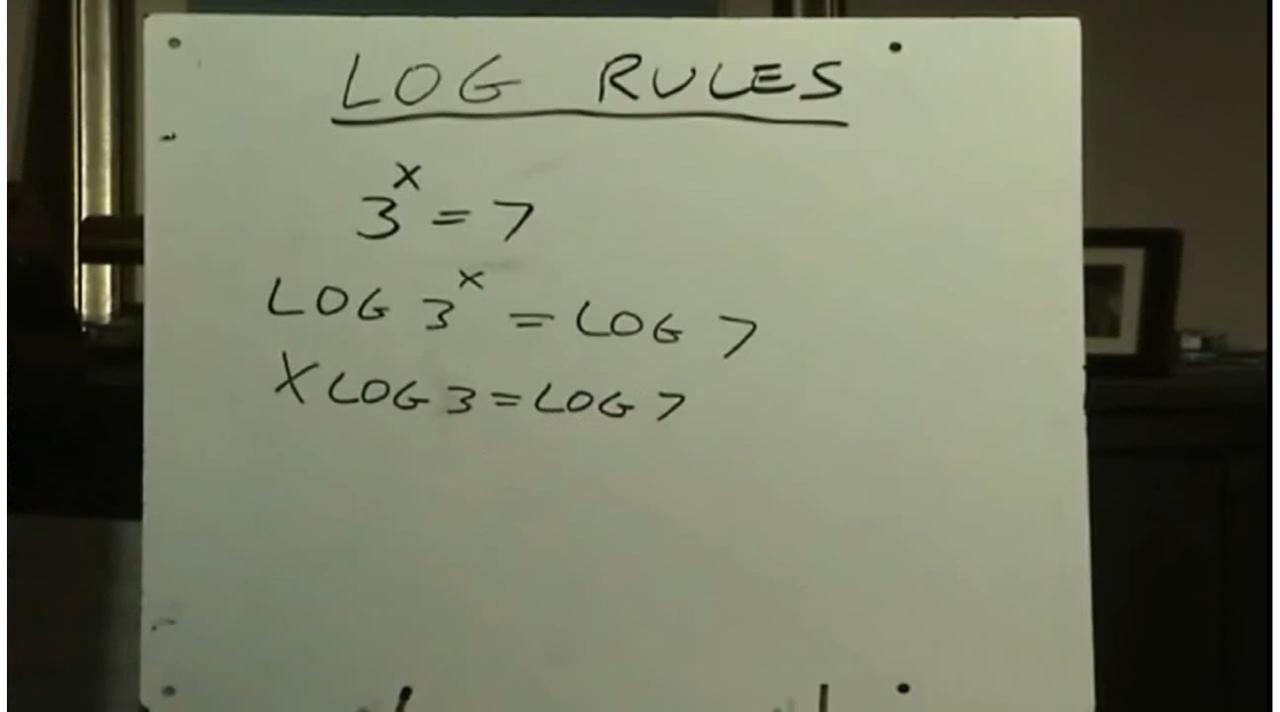 LOG RULES
3^x = 7
LOG 3^x = LOG 7
X LOG 3 = LOG 7